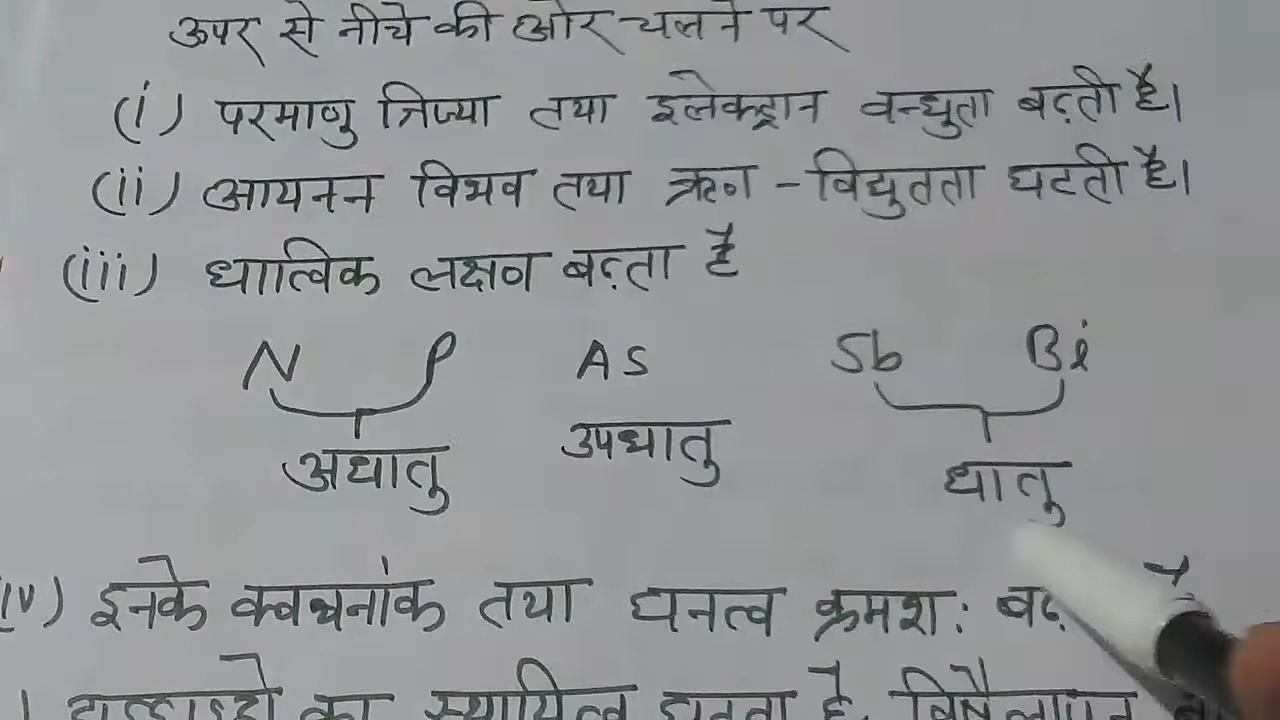 ऊपर से नीचे की ओर चलने पर
(i) परमाणु त्रिज्या तथा इलेक्ट्रान बन्धुता बढ़ती है।
(ii) आयनन विभव तथा ऋण-विद्युतता घटती है।
(iii) धात्विक लक्षण बढ़ता है
N P As Sb Bi
अधातु उपधातु धातु
(iv) इनके क्वथनांक तथा घनत्व क्रमश:
का स्थायित्व है,